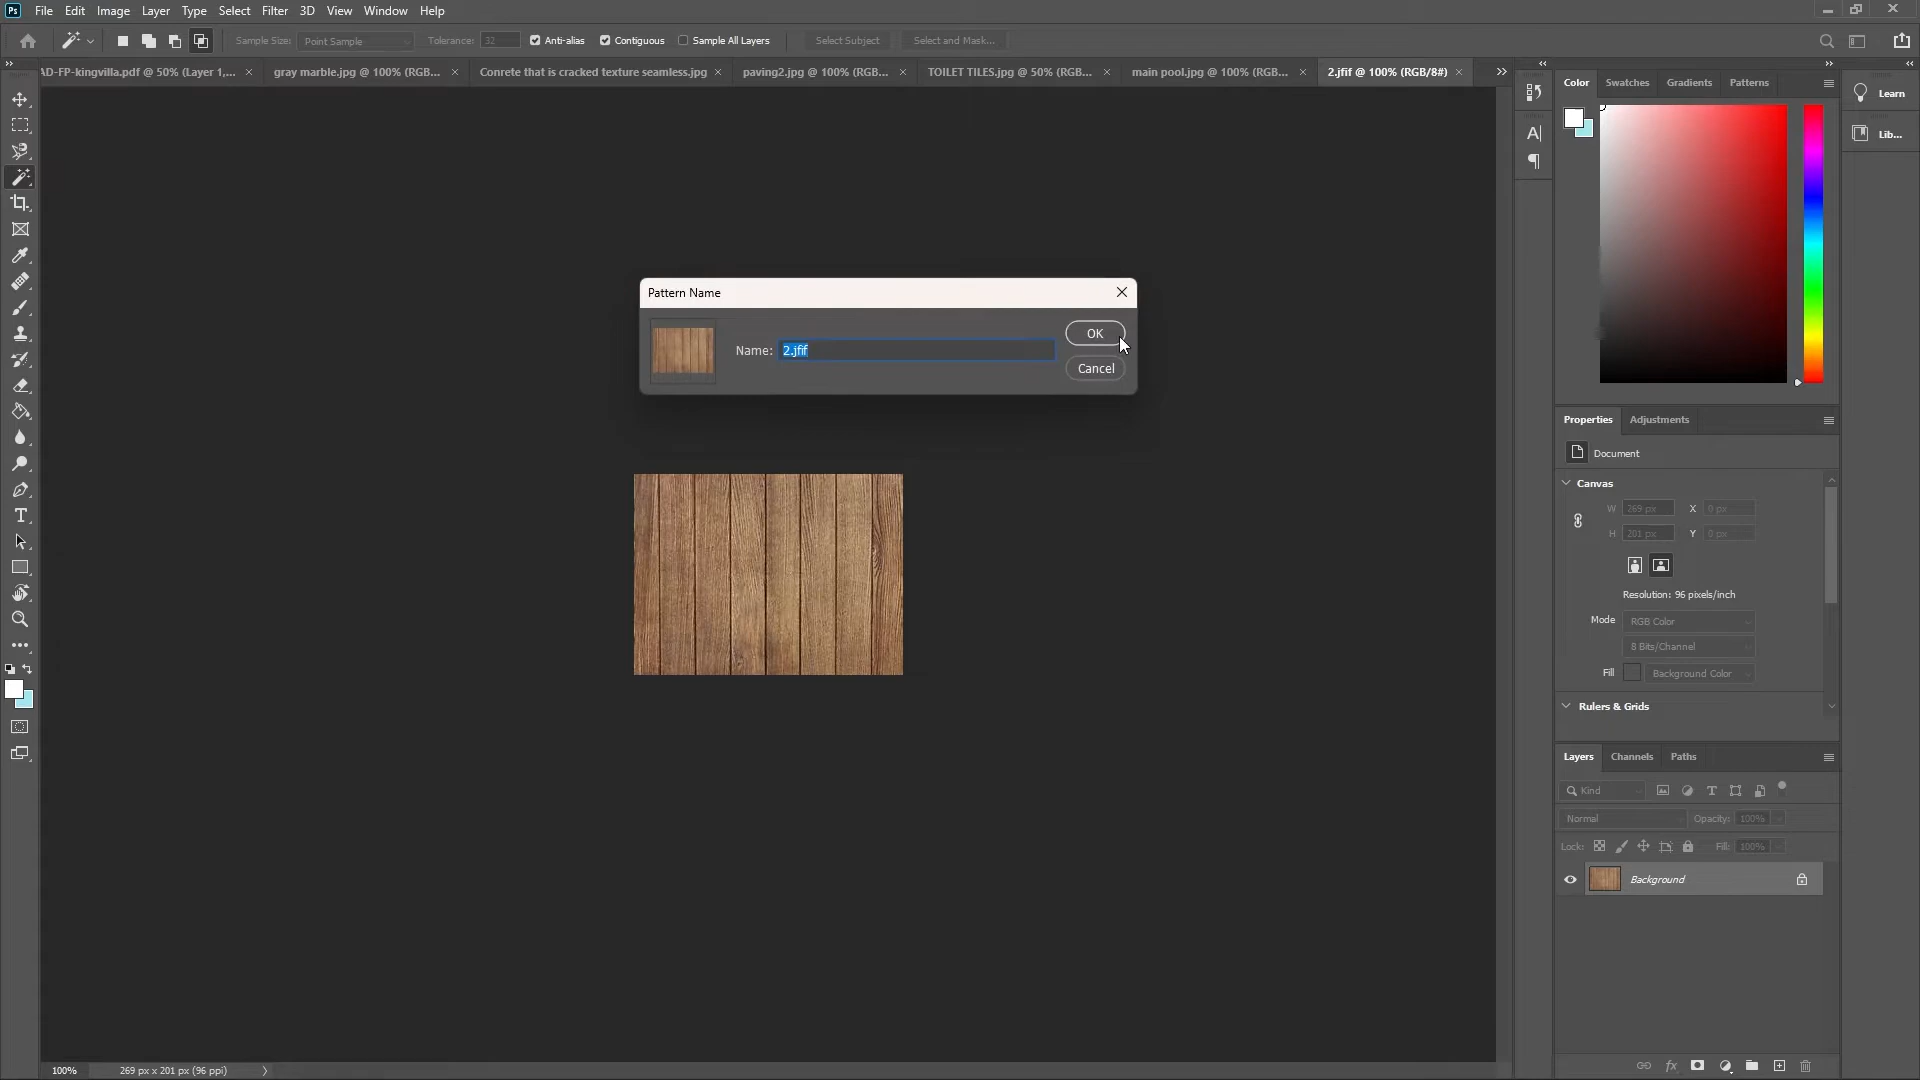 Ps File Edit Image Layer Type Select Filter 3D View Window Help
Sample Size: Point Sample Tolerance: 32 Anti-alias Contiguous Sample All Layers Select Subject Select and Mask...
AD-FP-kingvilla.pdf @ 50% (Layer 1,... gray marble.jpg @ 100% (RGB... Conrete that is cracked texture seamless.jpg paving2.jpg @ 100% (RGB... TOILET TILES.jpg @ 50% (RGB... main pool.jpg @ 100% (RGB... 2.jfif @ 100% (RGB/8#)
Color Swatches Gradients Patterns
Learn
Lib...
Pattern Name
Name: 2.jfif
OK
Cancel
Properties Adjustments
Document
Canvas
W 269 px X 0 px
H 201 px Y 0 px
Resolution: 96 pixels/inch
Mode RGB Color
8 Bits/Channel
Fill Background Color
Rulers & Grids
Layers Channels Paths
Kind
Normal Opacity: 100%
Lock: Fill: 100%
Background
100% 269 px x 201 px (96 ppi)